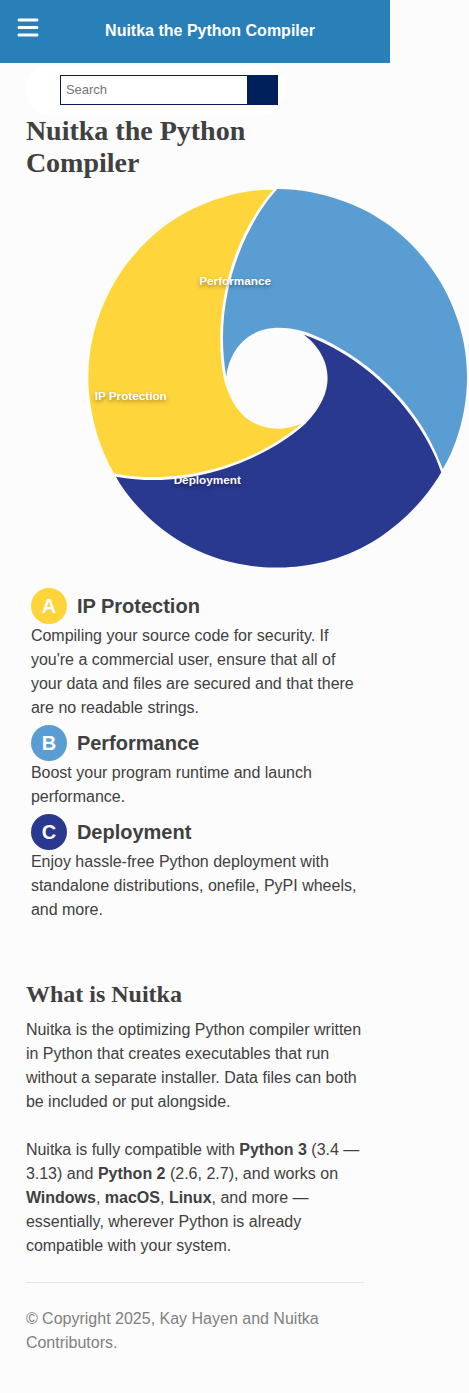 Nuitka the Python Compiler
Search
Nuitka the Python
Compiler
Performance
IP Protection
Deployment
A IP Protection
Compiling your source code for security. If
you're a commercial user, ensure that all of
your data and files are secured and that there
are no readable strings.
B Performance
Boost your program runtime and launch
performance.
C Deployment
Enjoy hassle-free Python deployment with
standalone distributions, onefile, PyPI wheels,
and more.
What is Nuitka
Nuitka is the optimizing Python compiler written
in Python that creates executables that run
without a separate installer. Data files can both
be included or put alongside.
Nuitka is fully compatible with Python 3 (3.4 —
3.13) and Python 2 (2.6, 2.7), and works on
Windows, macOS, Linux, and more —
essentially, wherever Python is already
compatible with your system.
© Copyright 2025, Kay Hayen and Nuitka
Contributors.